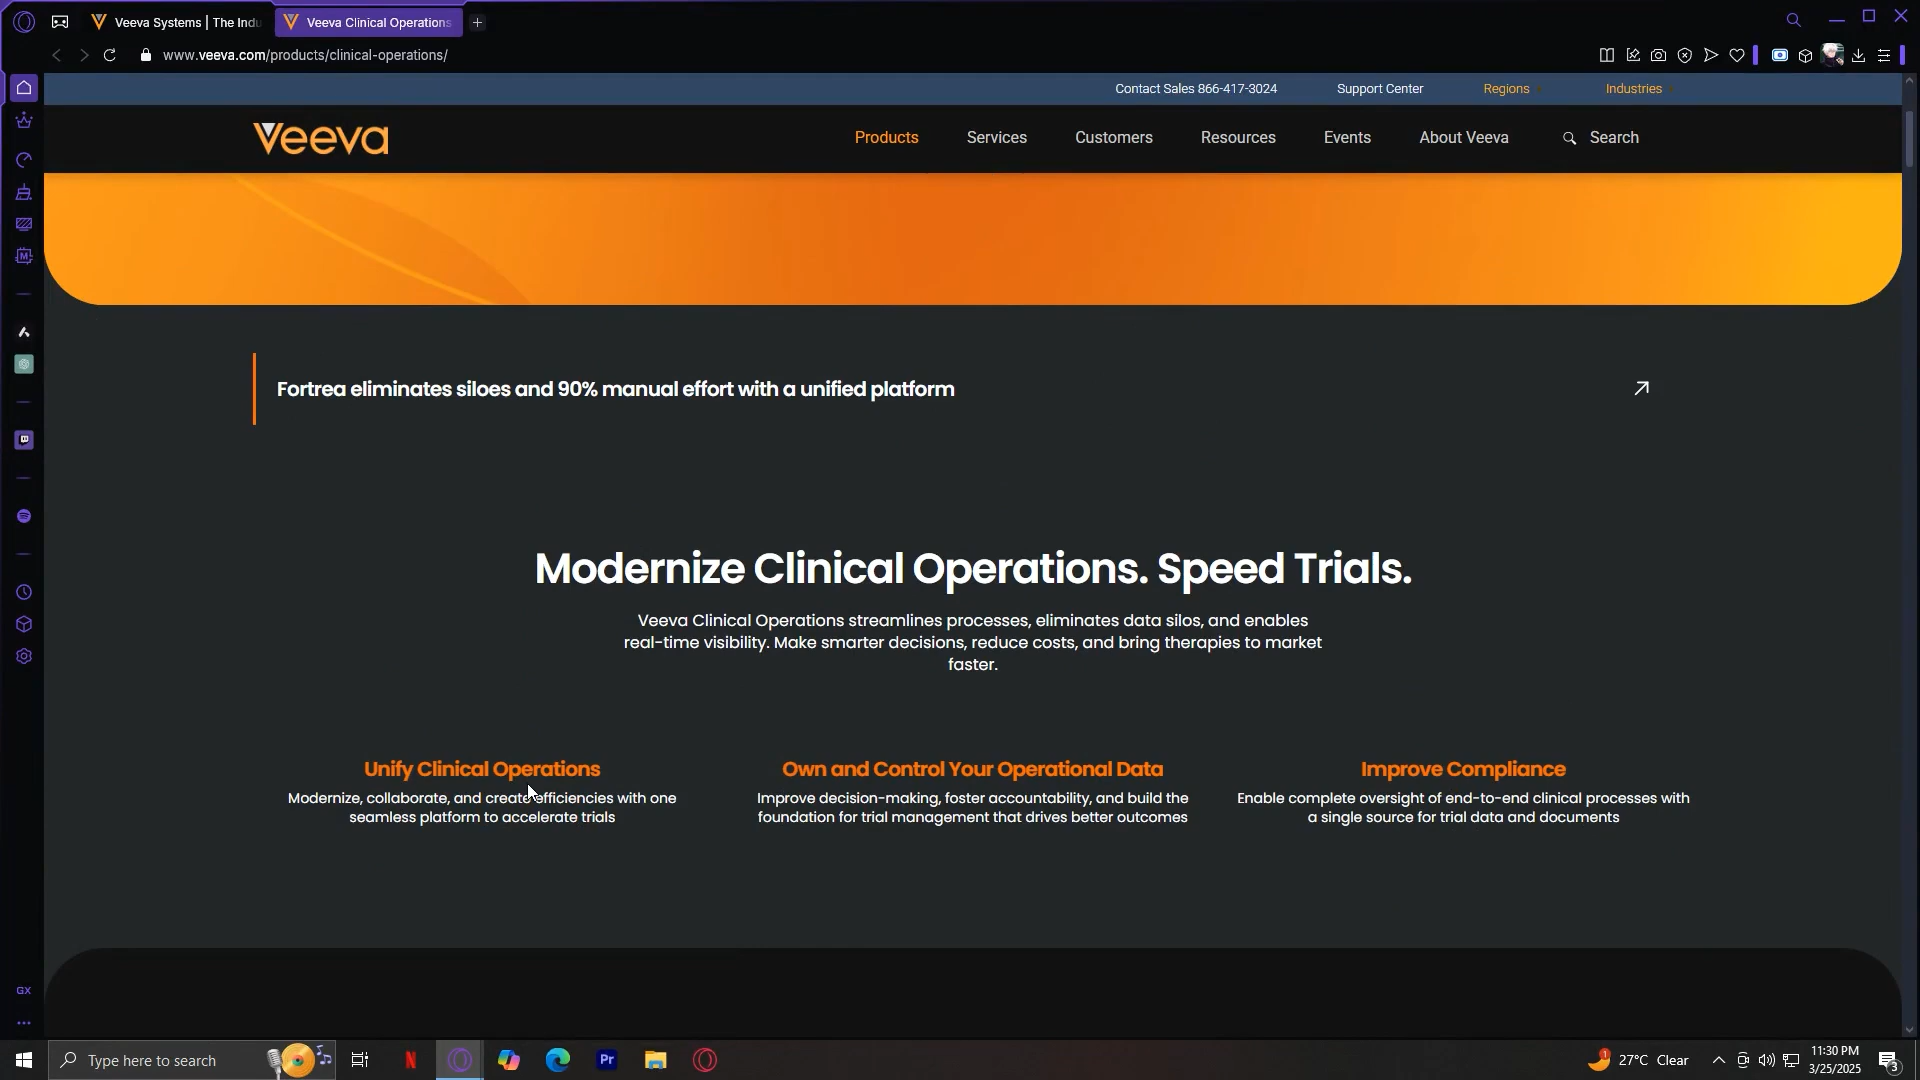 Veeva Systems | The Indu
Veeva Clinical Operations
www.veeva.com/products/clinical-operations/
Contact Sales 866-417-3024
Support Center
Regions
Industries
Veeva
Products
Services
Customers
Resources
Events
About Veeva
Search
Fortrea eliminates siloes and 90% manual effort with a unified platform
Modernize Clinical Operations. Speed Trials.
Veeva Clinical Operations streamlines processes, eliminates data silos, and enables
real-time visibility. Make smarter decisions, reduce costs, and bring therapies to market
faster.
Unify Clinical Operations
Modernize, collaborate, and create efficiencies with one
seamless platform to accelerate trials
Own and Control Your Operational Data
Improve decision-making, foster accountability, and build the
foundation for trial management that drives better outcomes
Improve Compliance
Enable complete oversight of end-to-end clinical processes with
a single source for trial data and documents
GX
Type here to search
N
Pr
1
27°C Clear
11:30 PM
3/25/2025
3